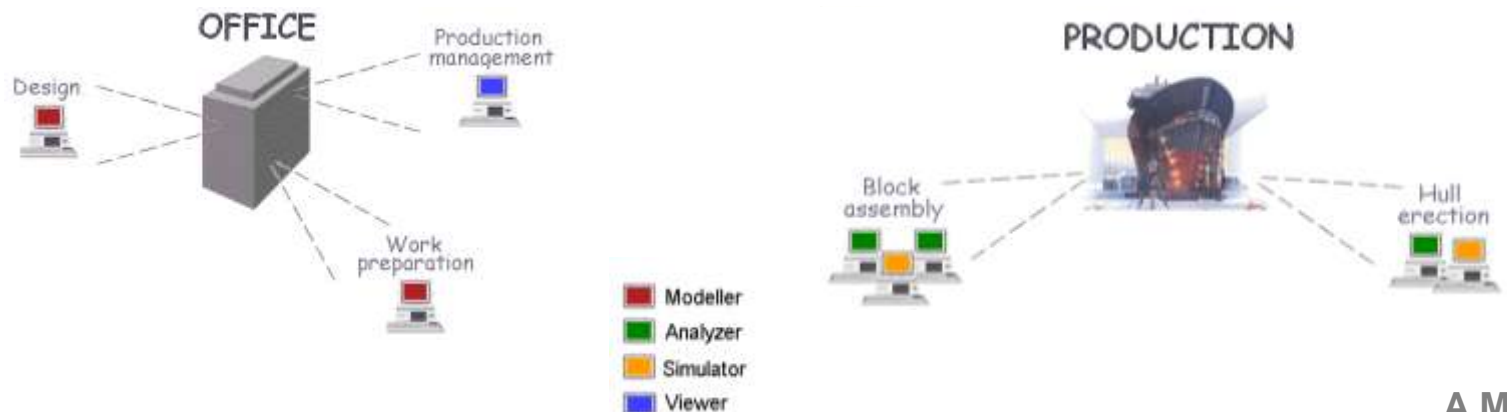 OFFICE
Design
Production
management
Work
preparation
Modeller
Analyzer
Simulator
Viewer
PRODUCTION
Block
assembly
Hull
erection
A M